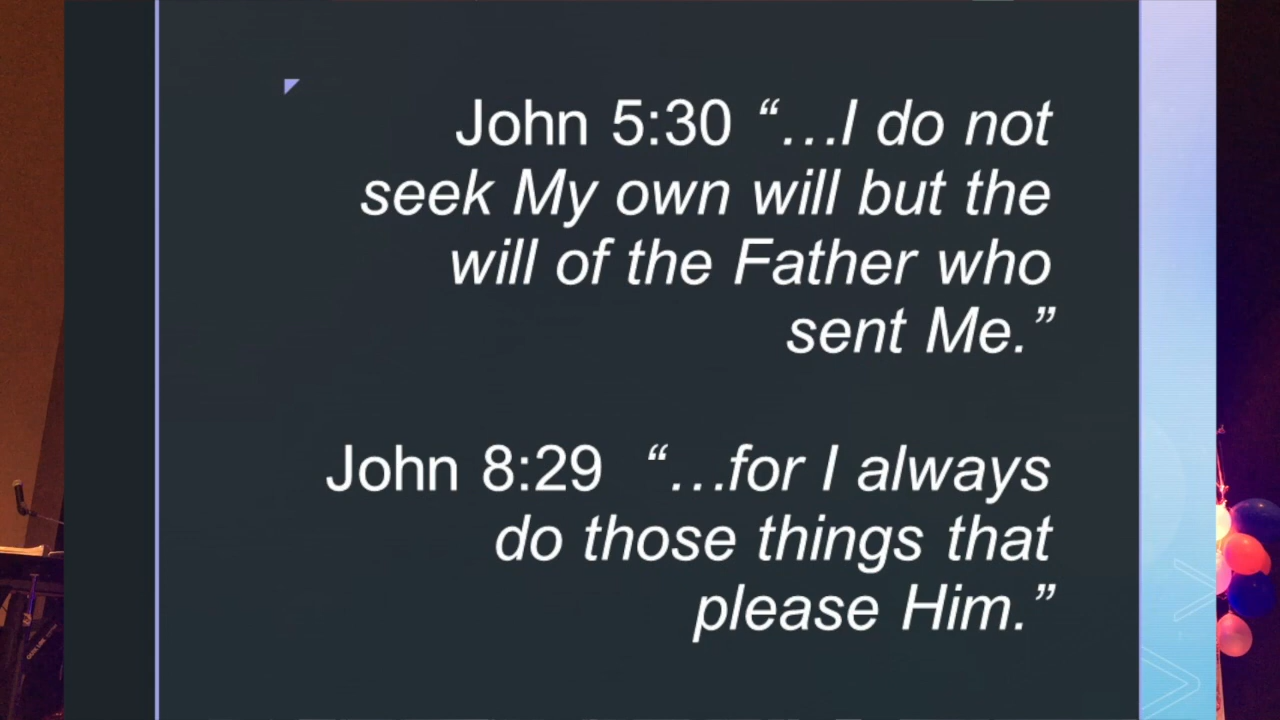 John 5:30 “…I do not
seek My own will but the
will of the Father who
sent Me.”
John 8:29 “…for I always
do those things that
please Him.”